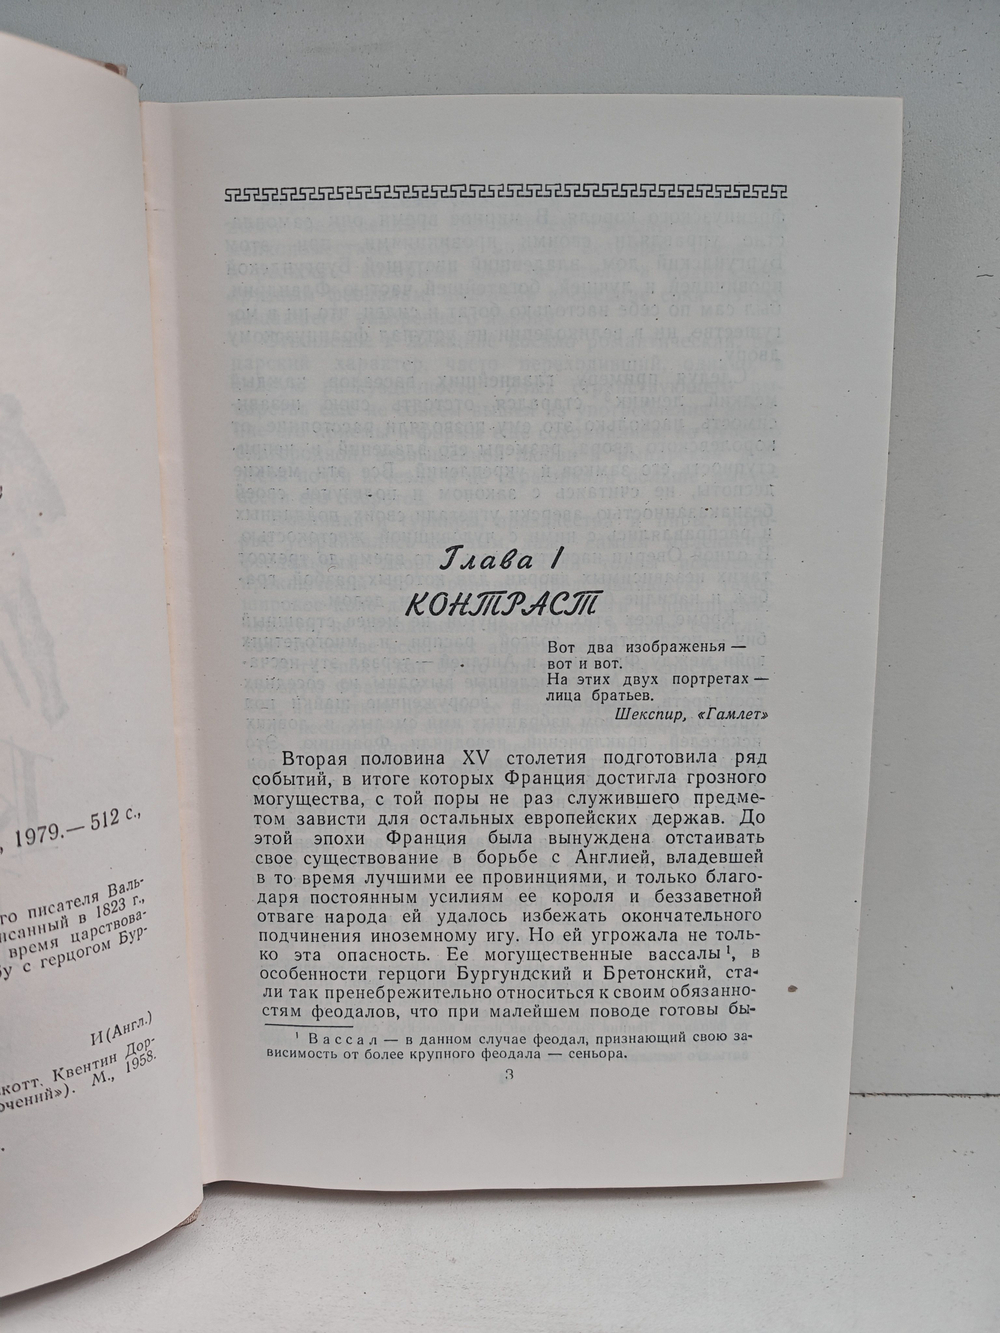 , 1979.— 512 с.,
го писателя Валь-
исанный в 1823 г.,
время царствова-
бу с герцогом Бур-
И(Англ.)
котт. Квентин Дор-
ючений»). М., 1958.
Глава I
КОНТРАСТ
Вот два изображенья —
вот и вот.
На этих двух портретах —
лица братьев.
Шекспир, «Гамлет»
Вторая половина XV столетия подготовила ряд
событий, в итоге которых Франция достигла грозного
могущества, с той поры не раз служившего предме-
том зависти для остальных европейских держав. До
этой эпохи Франция была вынуждена отстаивать
свое существование в борьбе с Англией, владевшей
в то время лучшими ее провинциями, и только благо-
даря постоянным усилиям ее короля и беззаветной
отваге народа ей удалось избежать окончательного
подчинения иноземному игу. Но ей угрожала не толь-
ко эта опасность. Ее могущественные вассалы ¹, в
особенности герцоги Бургундский и Бретонский, ста-
ли так пренебрежительно относиться к своим обязанно-
стям феодалов, что при малейшем поводе готовы бы-
¹ Вассал — в данном случае феодал, признающий свою за-
висимость от более крупного феодала — сеньора.
3